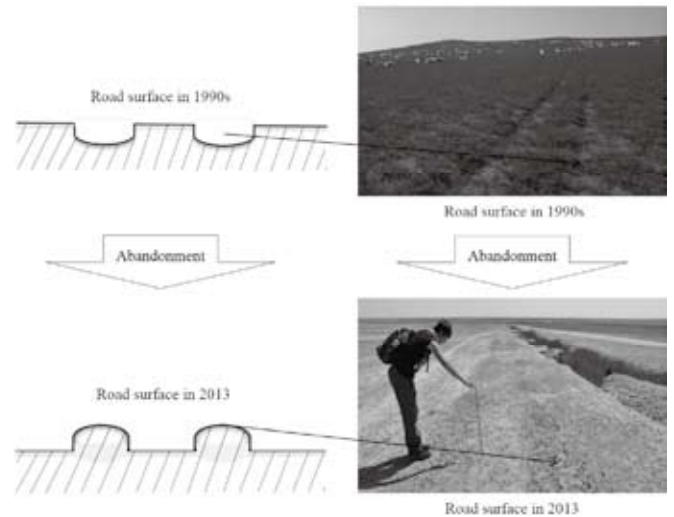 Road surface in 1990s
Road surface in 1990s
Abandonment
Abandonment
Road surface in 2013
Road surface in 2013